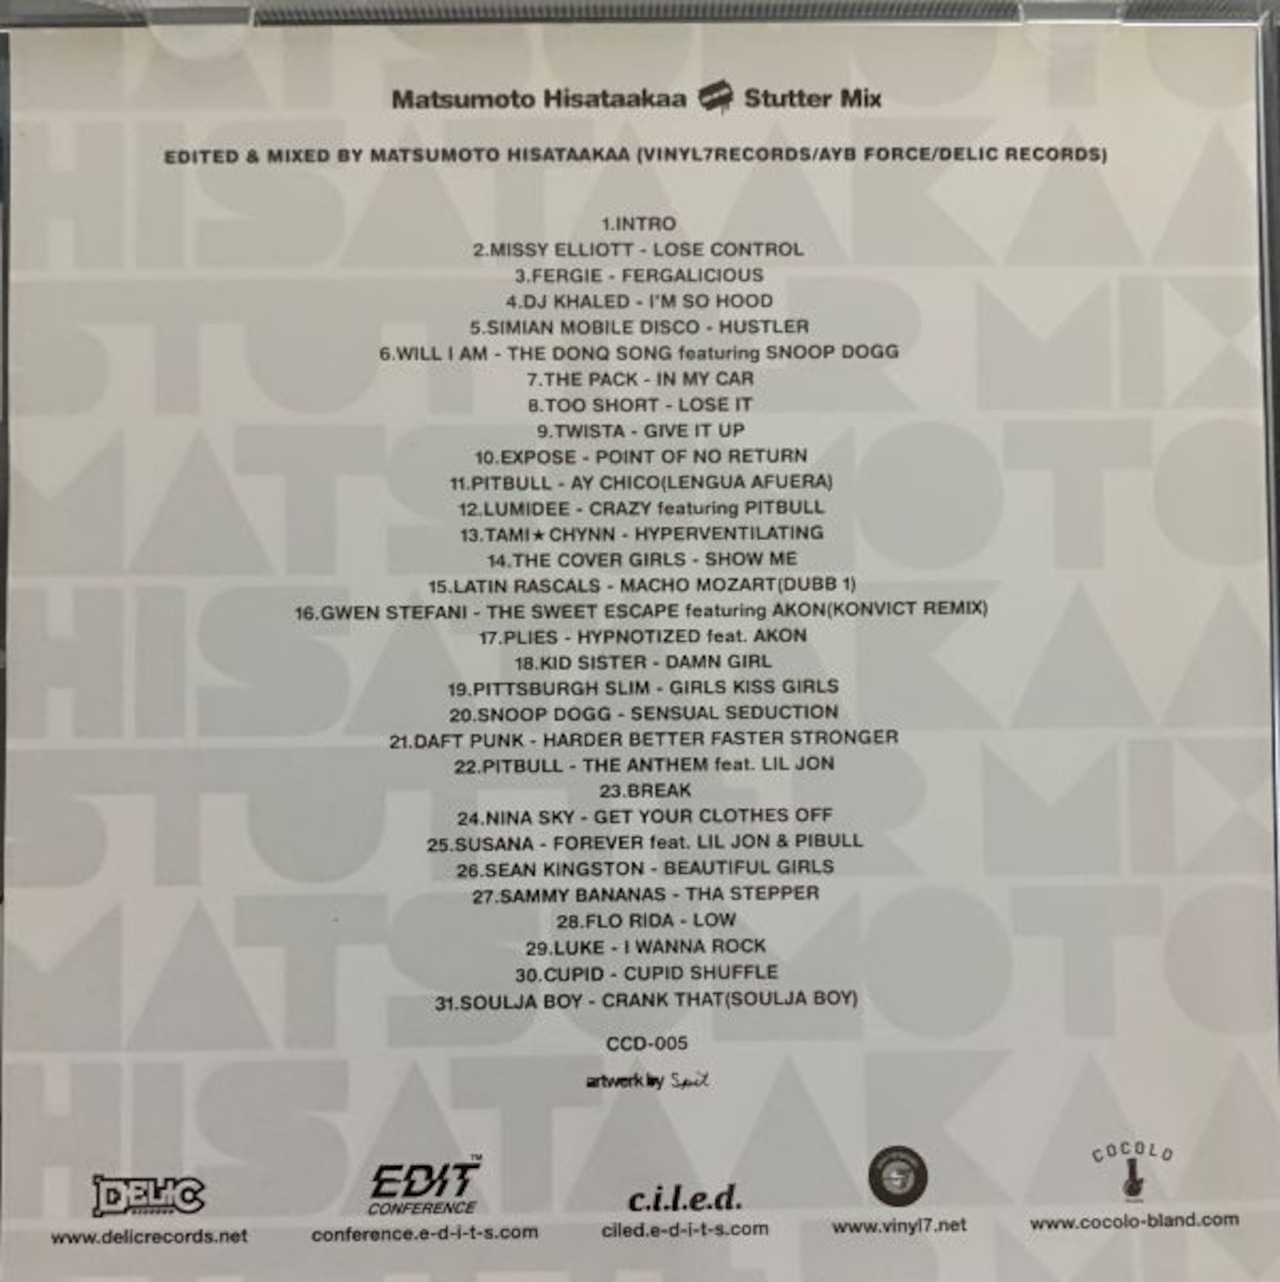 Matsumoto Hisataakaa Stutter Mix
EDITED & MIXED BY MATSUMOTO HISATAAKAA (VINYL7RECORDS/AYB FORCE/DELIC RECORDS)
1.INTRO
2.MISSY ELLIOTT - LOSE CONTROL
3.FERGIE - FERGALICIOUS
4.DJ KHALED - I'M SO HOOD
5.SIMIAN MOBILE DISCO - HUSTLER
6.WILL I AM - THE DONQ SONG featuring SNOOP DOGG
7.THE PACK - IN MY CAR
8.TOO SHORT - LOSE IT
9.TWISTA - GIVE IT UP
10.EXPOSE - POINT OF NO RETURN
11.PITBULL - AY CHICO(LENGUA AFUERA)
12.LUMIDEE - CRAZY featuring PITBULL
13.TAMI★CHYNN - HYPERVENTILATING
14.THE COVER GIRLS - SHOW ME
15.LATIN RASCALS - MACHO MOZART(DUBB 1)
16.GWEN STEFANI - THE SWEET ESCAPE featuring AKON(KONVICT REMIX)
17.PLIES - HYPNOTIZED feat. AKON
18.KID SISTER - DAMN GIRL
19.PITTSBURGH SLIM - GIRLS KISS GIRLS
20.SNOOP DOGG - SENSUAL SEDUCTION
21.DAFT PUNK - HARDER BETTER FASTER STRONGER
22.PITBULL - THE ANTHEM feat. LIL JON
23.BREAK
24.NINA SKY - GET YOUR CLOTHES OFF
25.SUSANA - FOREVER feat. LIL JON & PIBULL
26.SEAN KINGSTON - BEAUTIFUL GIRLS
27.SAMMY BANANAS - THA STEPPER
28.FLO RIDA - LOW
29.LUKE - I WANNA ROCK
30.CUPID - CUPID SHUFFLE
31.SOULJA BOY - CRANK THAT(SOULJA BOY)
CCD-005
artwerk by
DELIC
www.delicrecords.net
EDIT™
CONFERENCE
conference.e-d-i-t-s.com
c.i.l.e.d.
ciled.e-d-i-t-s.com
www.vinyl7.net
COCOLO
www.cocolo-bland.com